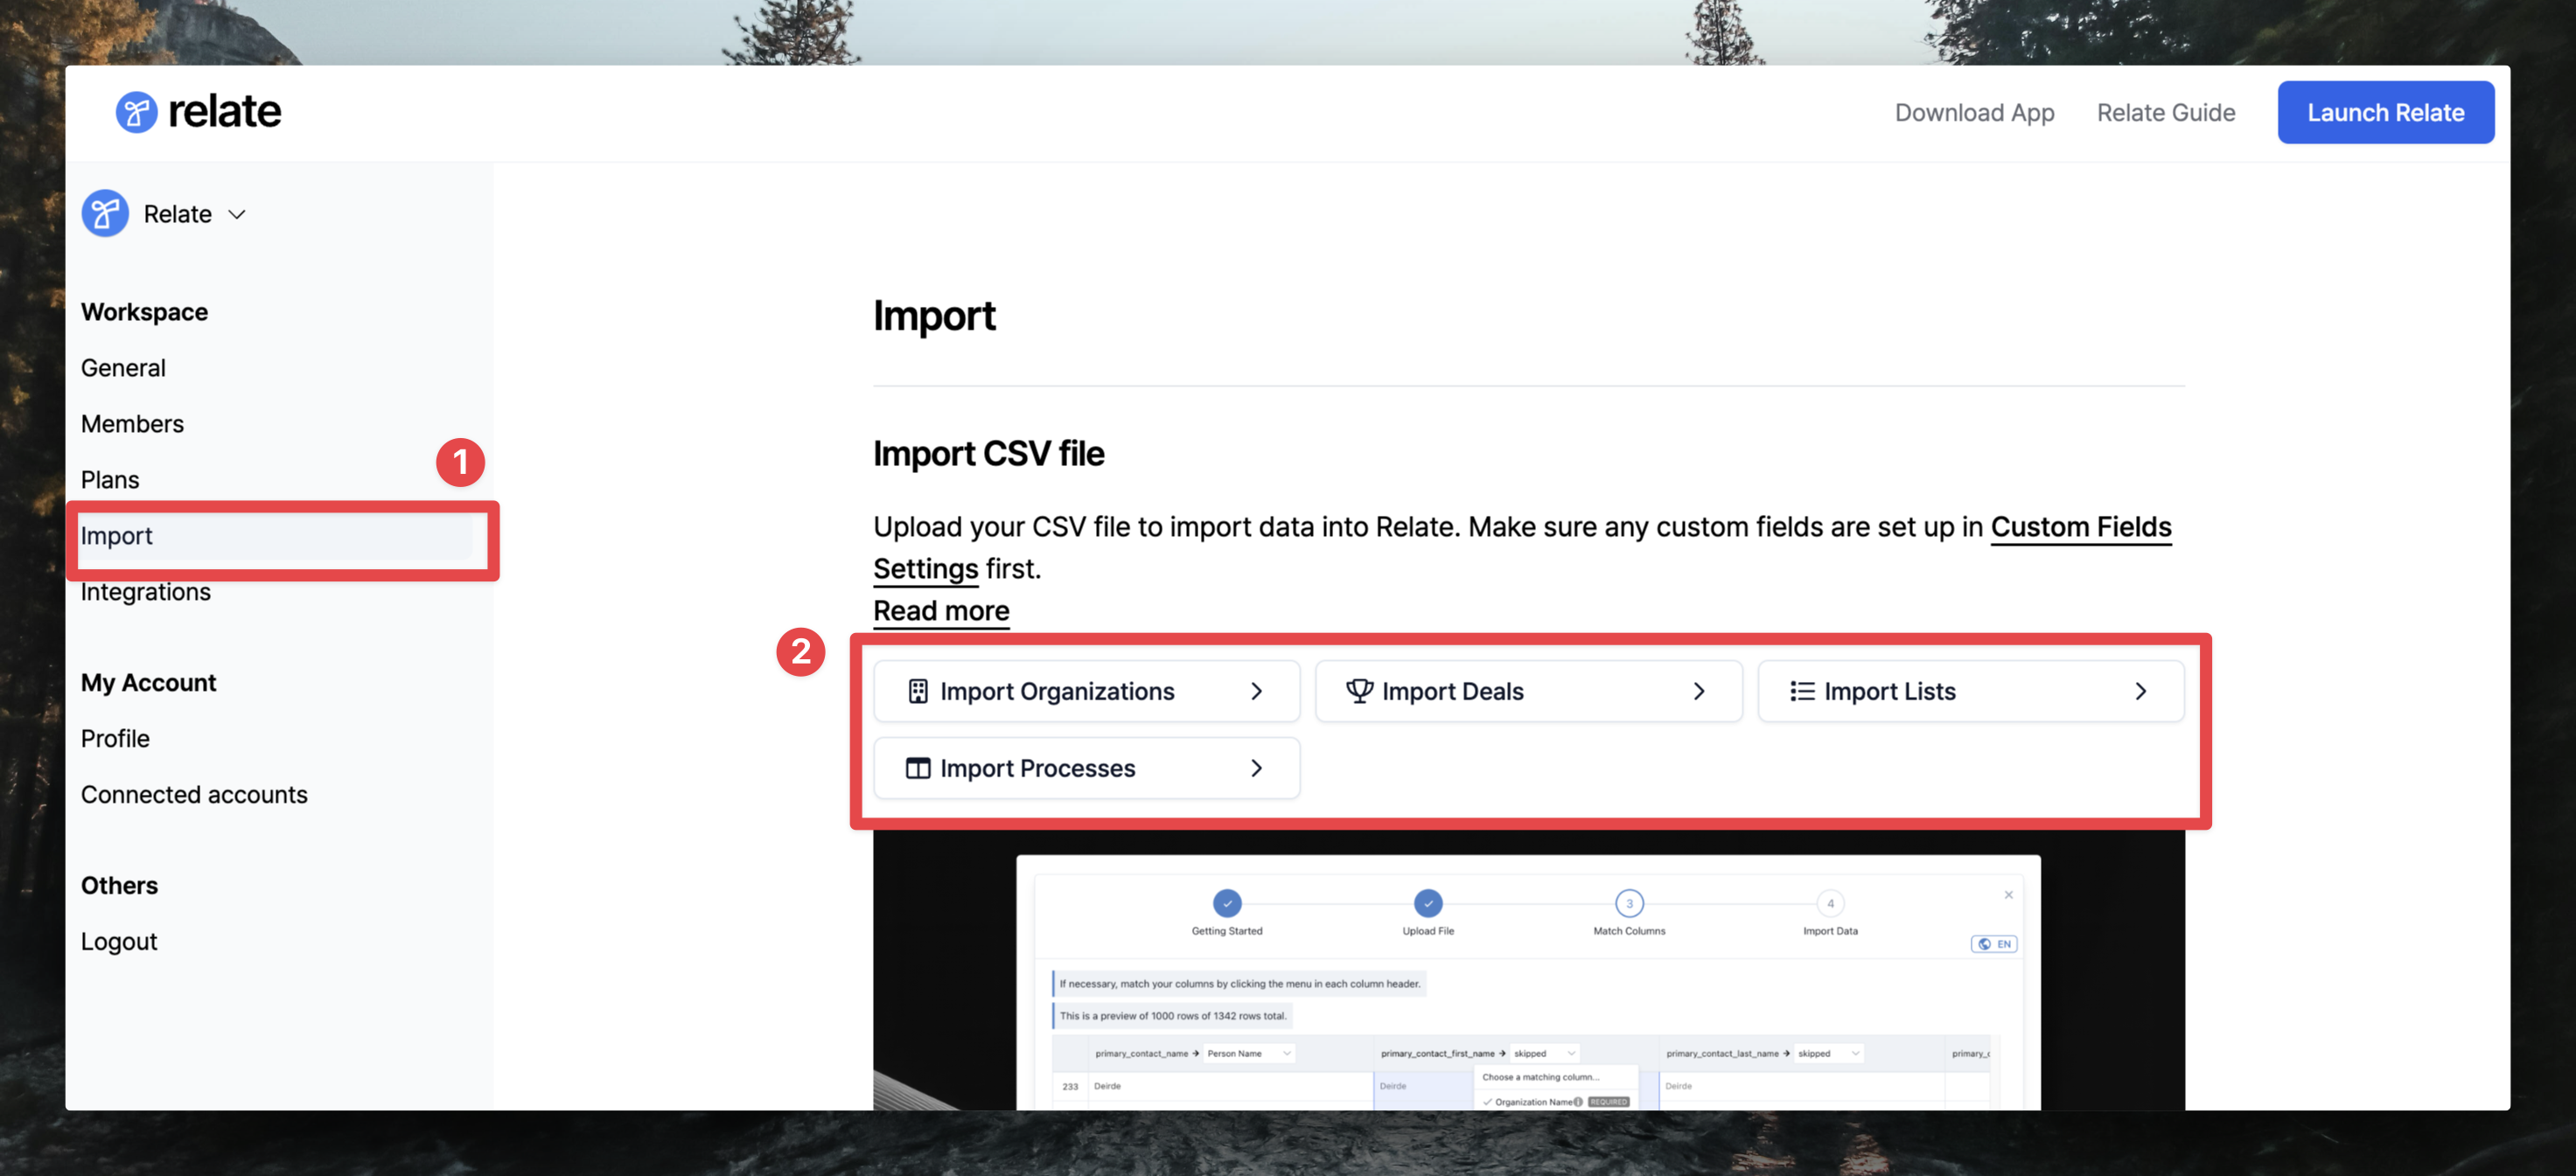 relate
Download App
Relate Guide
Launch Relate
Relate
Workspace
General
Members
Plans
1
Import
Integrations
My Account
Profile
Connected accounts
Others
Logout
Import
Import CSV file
Upload your CSV file to import data into Relate. Make sure any custom fields are set up in Custom Fields
Settings first.
Read more
2
Import Organizations
Import Deals
Import Lists
Import Processes
3
4
Getting Started
Upload File
Match Columns
Import Data
EN
If necessary, match your columns by clicking the menu in each column header.
This is a preview of 1000 rows of 1342 rows total.
primary_contact_name → Person Name
primary_contact_first_name → skipped
primary_contact_last_name → skipped
Choose a matching column...
233 Deirde
Deirde
Deirde
Organization Name REQUIRED